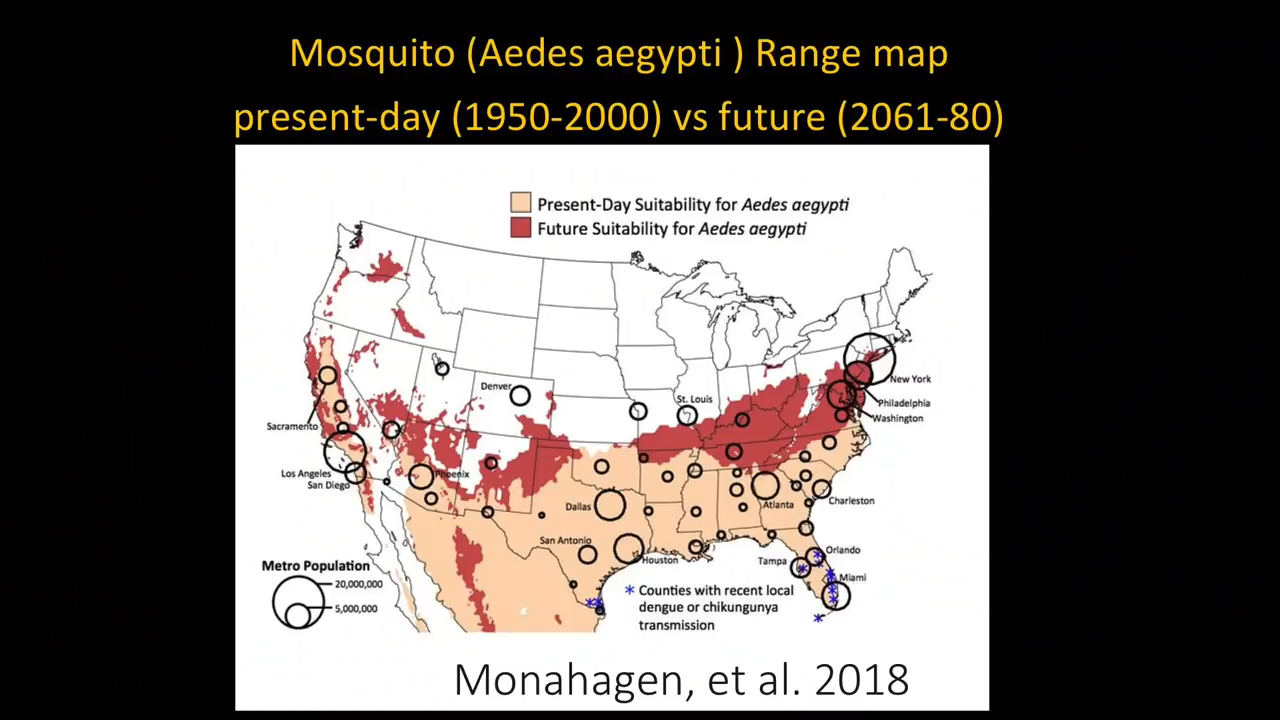 Mosquito (Aedes aegypti ) Range map
present-day (1950-2000) vs future (2061-80)
Present-Day Suitability for Aedes aegypti
Future Suitability for Aedes aegypti
Denver
St. Louis
New York
Philadelphia
Washington
Sacramento
Los Angeles
San Diego
Phoenix
Dallas
Atlanta
Charleston
San Antonio
Houston
Orlando
Tampa
Miami
Metro Population
20,000,000
5,000,000
* Counties with recent local
dengue or chikungunya
transmission
Monahagen, et al. 2018